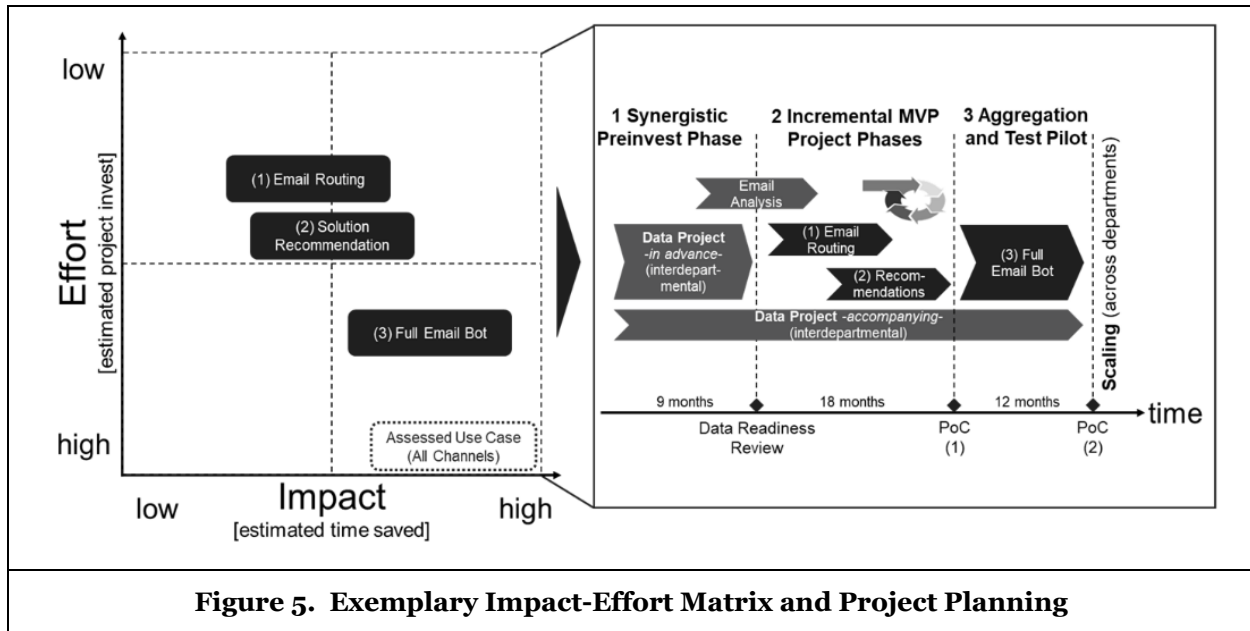 low
Effort
[estimated project invest]
high
(1) Email Routing
(2) Solution
Recommendation
(3) Full Email Bot
Assessed Use Case
(All Channels)
low
Impact
high
[estimated time saved]
1 Synergistic
Preinvest Phase
2 Incremental MVP
Project Phases
3 Aggregation
and Test Pilot
Email
Analysis
Data Project
-in advance-
(interdepart-
mental)
(1) Email
Routing
(2) Recom-
mendations
(3) Full
Email Bot
Data Project -accompanying-
(interdepartmental)
Scaling (across departments)
9 months
18 months
12 months
time
Data Readiness
Review
PoC
(1)
PoC
(2)
Figure 5. Exemplary Impact-Effort Matrix and Project Planning